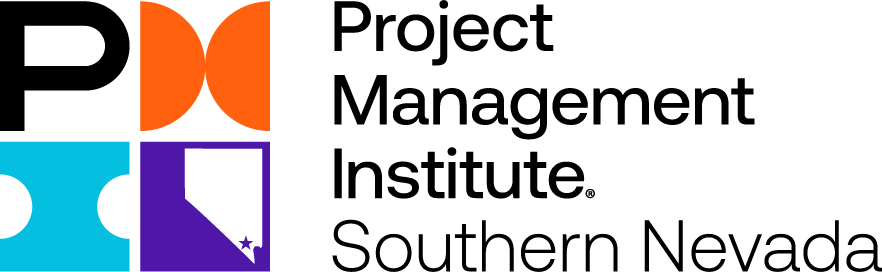 P
Project
Management
Institute®
Southern Nevada